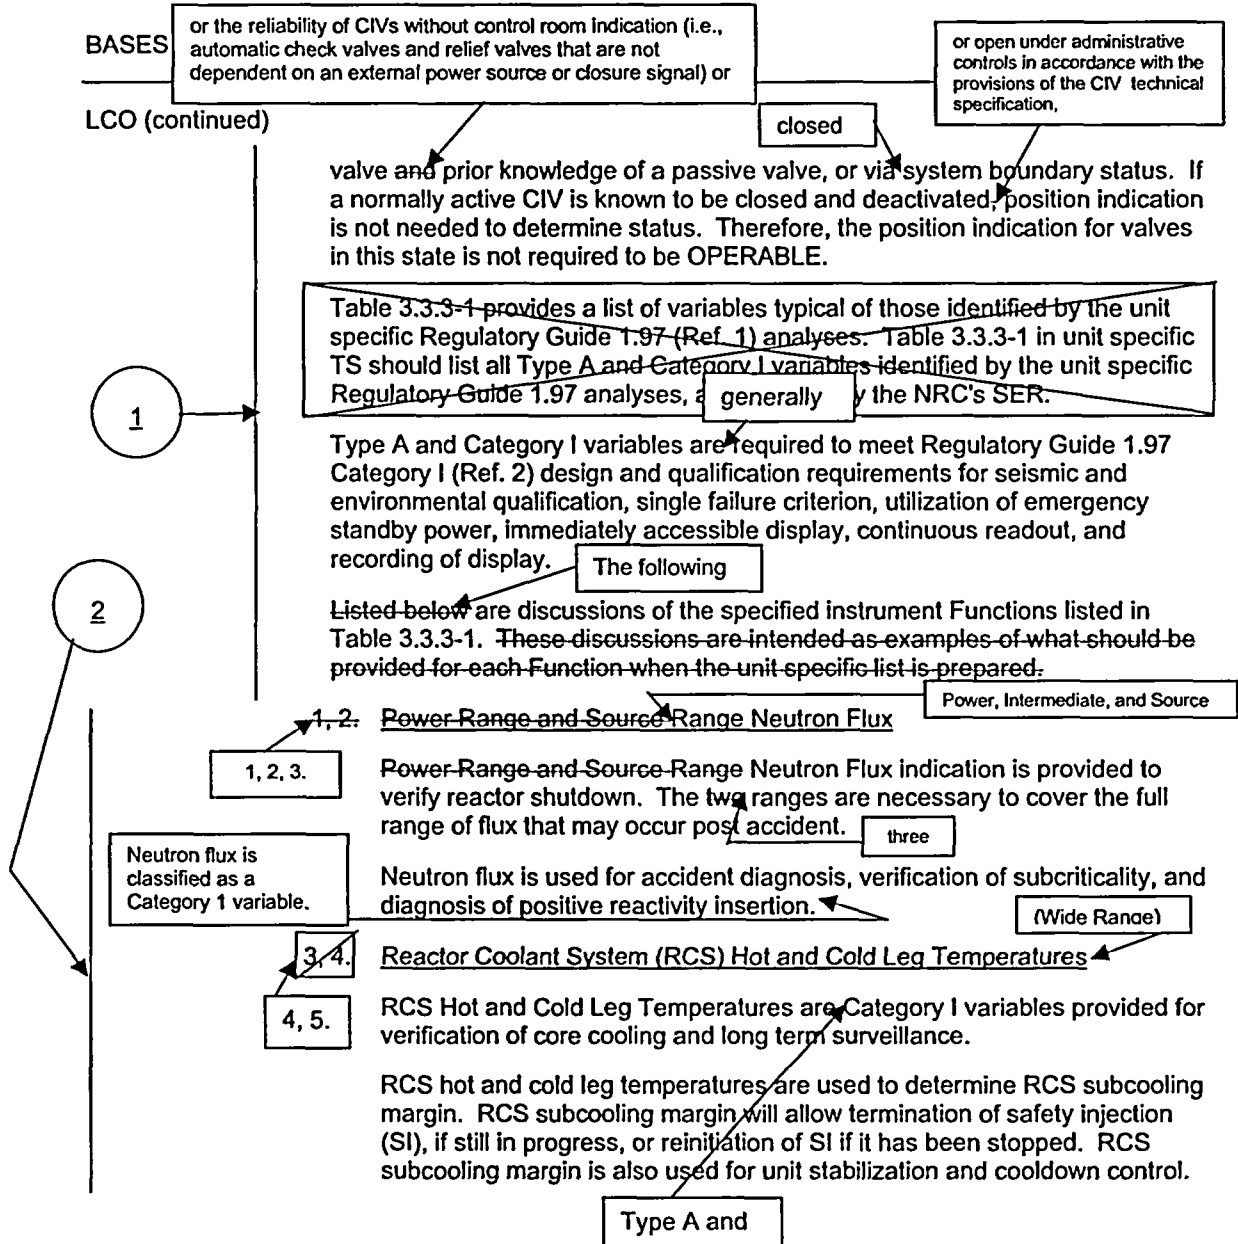 BASES
or the reliability of CIVs without control room indication (i.e.,
automatic check valves and relief valves that are not
dependent on an external power source or closure signal) or
or open under administrative
controls in accordance with the
provisions of the CIV technical
specification,
LCO (continued)
closed
valve and prior knowledge of a passive valve, or via system boundary status. If
a normally active CIV is known to be closed and deactivated, position indication
is not needed to determine status. Therefore, the position indication for valves
in this state is not required to be OPERABLE.
Table 3.3.3-1 provides a list of variables typical of those identified by the unit
specific Regulatory Guide 1.97 (Ref. 1) analyses. Table 3.3.3-1 in unit specific
TS should list all Type A and Category I variables identified by the unit specific
Regulatory Guide 1.97 analyses, a
generally
y the NRC's SER.
1
Type A and Category I variables are required to meet Regulatory Guide 1.97
Category I (Ref. 2) design and qualification requirements for seismic and
environmental qualification, single failure criterion, utilization of emergency
standby power, immediately accessible display, continuous readout, and
recording of display.
The following
2
Listed below are discussions of the specified instrument Functions listed in
Table 3.3.3-1. These discussions are intended as examples of what should be
provided for each Function when the unit specific list is prepared.
Power, Intermediate, and Source
1, 2. Power Range and Source Range Neutron Flux
1, 2, 3.
Power Range and Source Range Neutron Flux indication is provided to
verify reactor shutdown. The two ranges are necessary to cover the full
range of flux that may occur post accident.
three
Neutron flux is
classified as a
Category 1 variable.
Neutron flux is used for accident diagnosis, verification of subcriticality, and
diagnosis of positive reactivity insertion.
(Wide Range)
3, 4. Reactor Coolant System (RCS) Hot and Cold Leg Temperatures
4, 5.
RCS Hot and Cold Leg Temperatures are Category I variables provided for
verification of core cooling and long term surveillance.
RCS hot and cold leg temperatures are used to determine RCS subcooling
margin. RCS subcooling margin will allow termination of safety injection
(SI), if still in progress, or reinitiation of SI if it has been stopped. RCS
subcooling margin is also used for unit stabilization and cooldown control.
Type A and